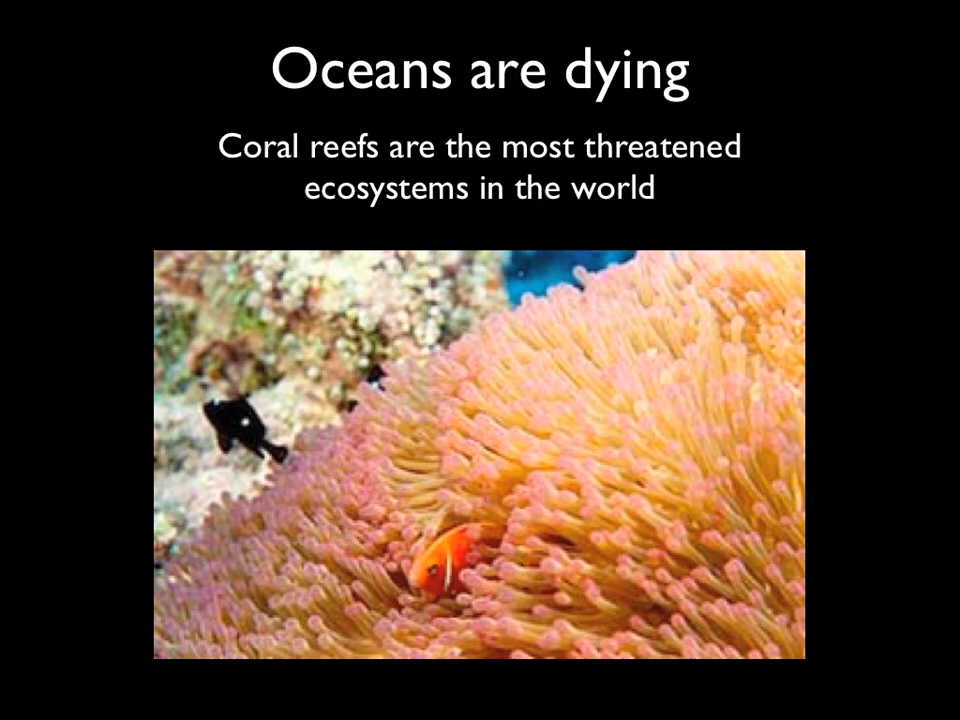 Oceans are dying
Coral reefs are the most threatened
ecosystems in the world